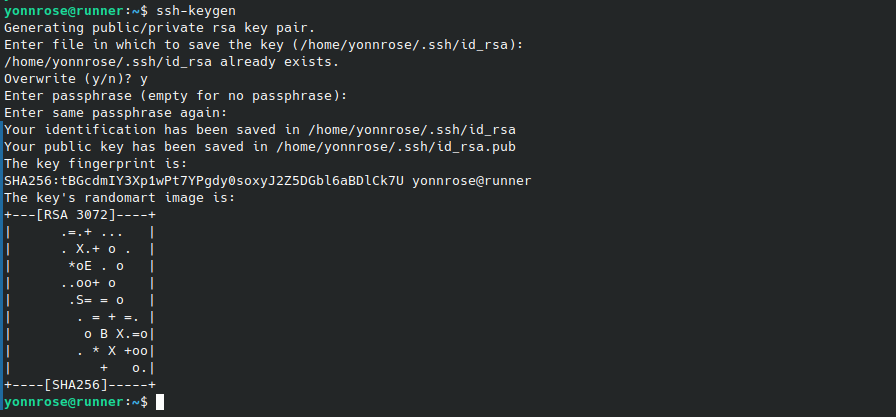 yonnrose@runner:~$ ssh-keygen
Generating public/private rsa key pair.
Enter file in which to save the key (/home/yonnrose/.ssh/id_rsa):
/home/yonnrose/.ssh/id_rsa already exists.
Overwrite (y/n)? y
Enter passphrase (empty for no passphrase):
Enter same passphrase again:
Your identification has been saved in /home/yonnrose/.ssh/id_rsa
Your public key has been saved in /home/yonnrose/.ssh/id_rsa.pub
The key fingerprint is:
SHA256:tBGcdmIY3Xp1wPt7YPgdy0soxyJ2Z5DGbl6aBDlCk7U yonnrose@runner
The key's randomart image is:
+---[RSA 3072]----+
|      .=.+ ...   |
|      . X.+ o .  |
|       *oE . o   |
|      ..oo+ o    |
|       .S= = o   |
|        . = + =. |
|         o B X.=o|
|        . * X +oo|
|           +   o.|
+----[SHA256]-----+
yonnrose@runner:~$